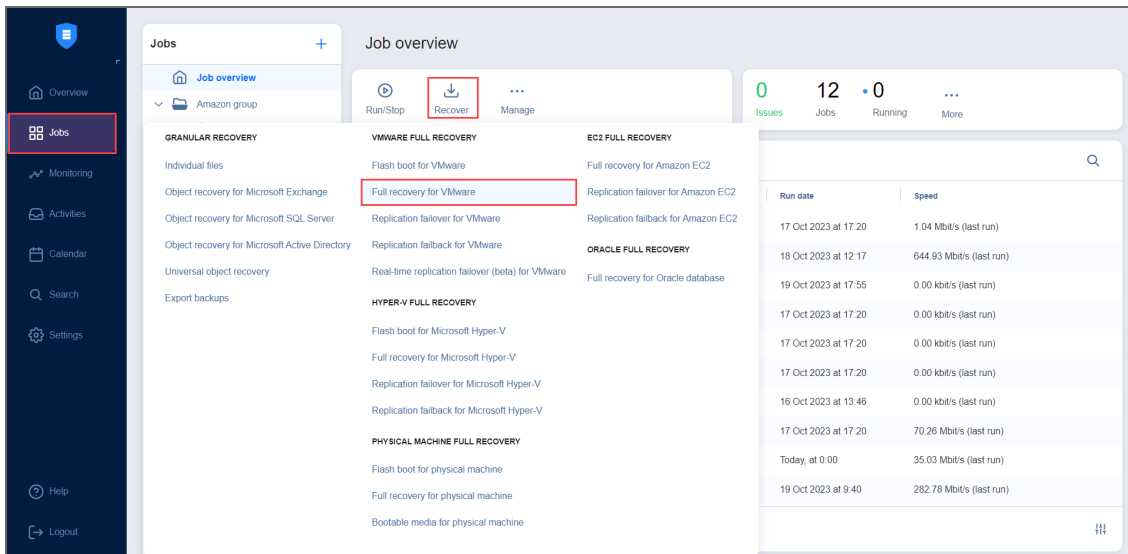 Overview
Jobs
Monitoring
Activities
Calendar
Search
Settings
Help
Logout
Jobs
Job overview
Amazon group
Job overview
Run/Stop
Recover
Manage
0
Issues
12
Jobs
0
Running
More
GRANULAR RECOVERY
Individual files
Object recovery for Microsoft Exchange
Object recovery for Microsoft SQL Server
Object recovery for Microsoft Active Directory
Universal object recovery
Export backups
VMWARE FULL RECOVERY
Flash boot for VMware
Full recovery for VMware
Replication failover for VMware
Replication failback for VMware
Real-time replication failover (beta) for VMware
HYPER-V FULL RECOVERY
Flash boot for Microsoft Hyper-V
Full recovery for Microsoft Hyper-V
Replication failover for Microsoft Hyper-V
Replication failback for Microsoft Hyper-V
PHYSICAL MACHINE FULL RECOVERY
Flash boot for physical machine
Full recovery for physical machine
Bootable media for physical machine
EC2 FULL RECOVERY
Full recovery for Amazon EC2
Replication failover for Amazon EC2
Replication failback for Amazon EC2
ORACLE FULL RECOVERY
Full recovery for Oracle database
Run date Speed
17 Oct 2023 at 17:20 1.04 Mbit/s (last run)
18 Oct 2023 at 12:17 644.93 Mbit/s (last run)
19 Oct 2023 at 17:55 0.00 kbit/s (last run)
17 Oct 2023 at 17:20 0.00 kbit/s (last run)
17 Oct 2023 at 17:20 0.00 kbit/s (last run)
17 Oct 2023 at 17:20 0.00 kbit/s (last run)
16 Oct 2023 at 13:46 0.00 kbit/s (last run)
17 Oct 2023 at 17:20 70.26 Mbit/s (last run)
Today, at 0:00 35.03 Mbit/s (last run)
19 Oct 2023 at 9:40 282.78 Mbit/s (last run)